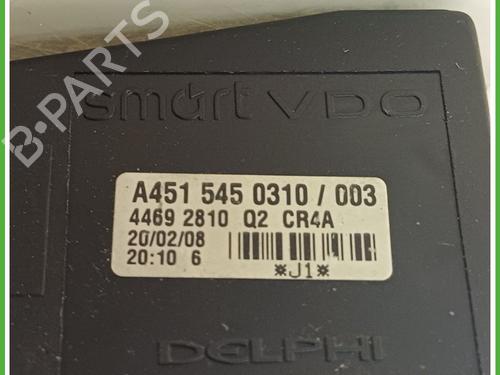 smart VDO
B-PARTS
A451 545 0310 / 003
4469 2810 Q2 CR4A
20/02/08
20:10 6
*J1*
DELPHI